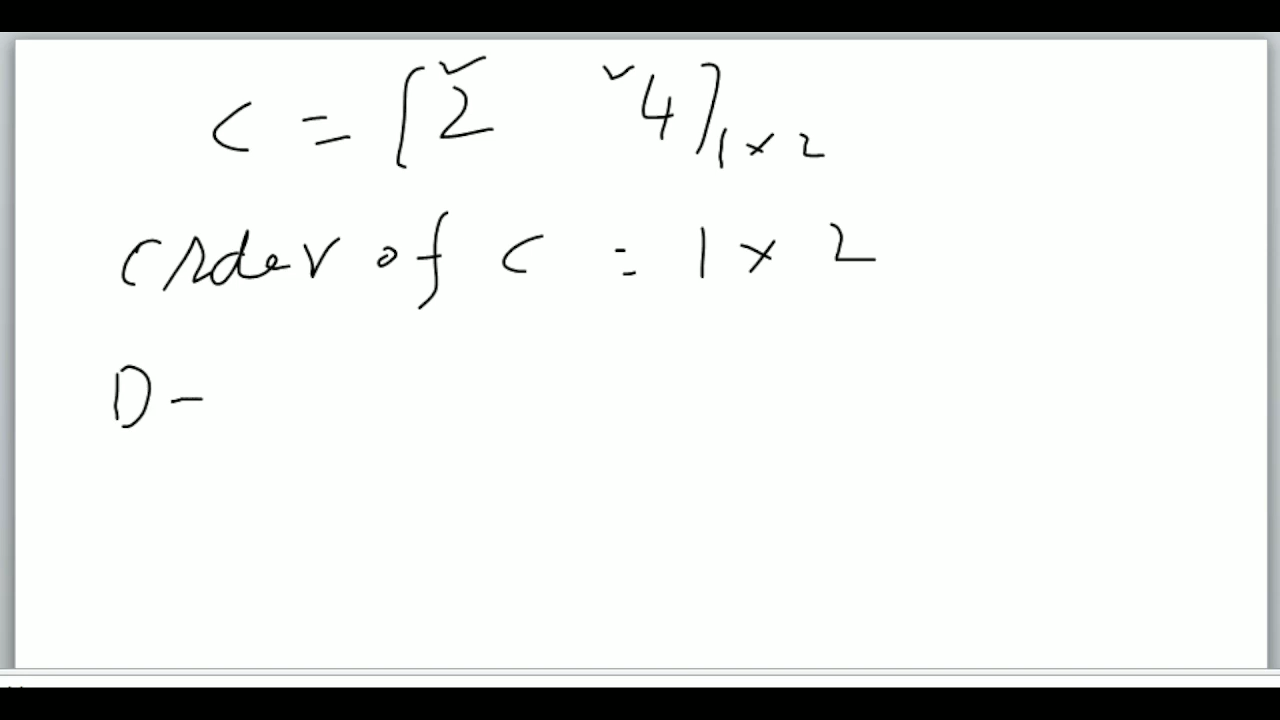 C = [2 4]1×2
order of C = 1 × 2
D -